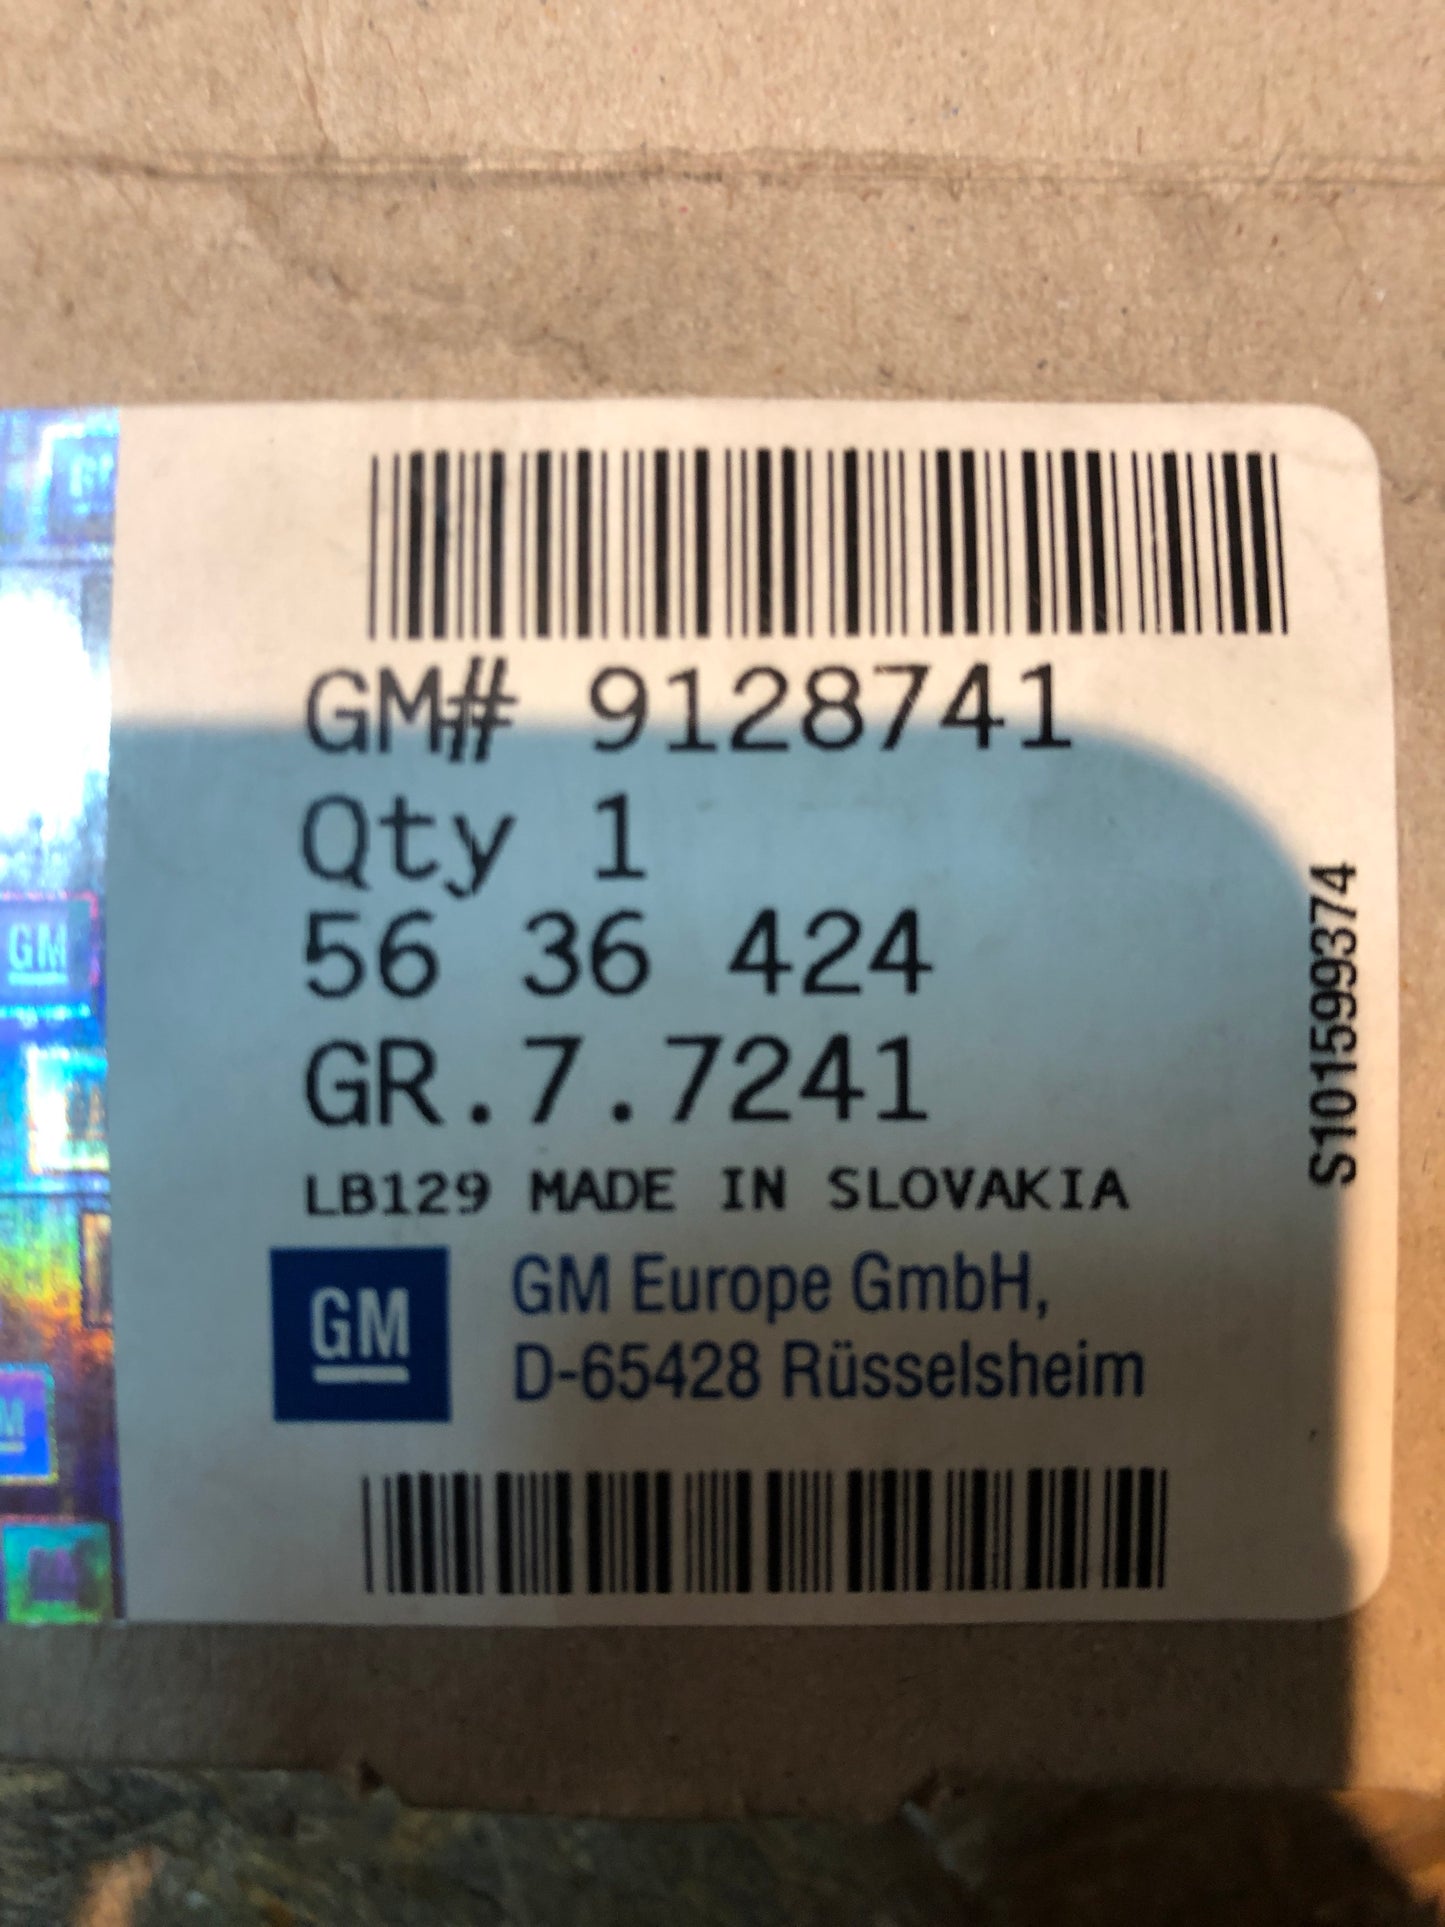 GM# 9128741
Qty 1
56 36 424
GR.7.7241
LB129 MADE IN SLOVAKIA
GM
GM Europe GmbH,
D-65428 Rüsselsheim
S101599374
GM